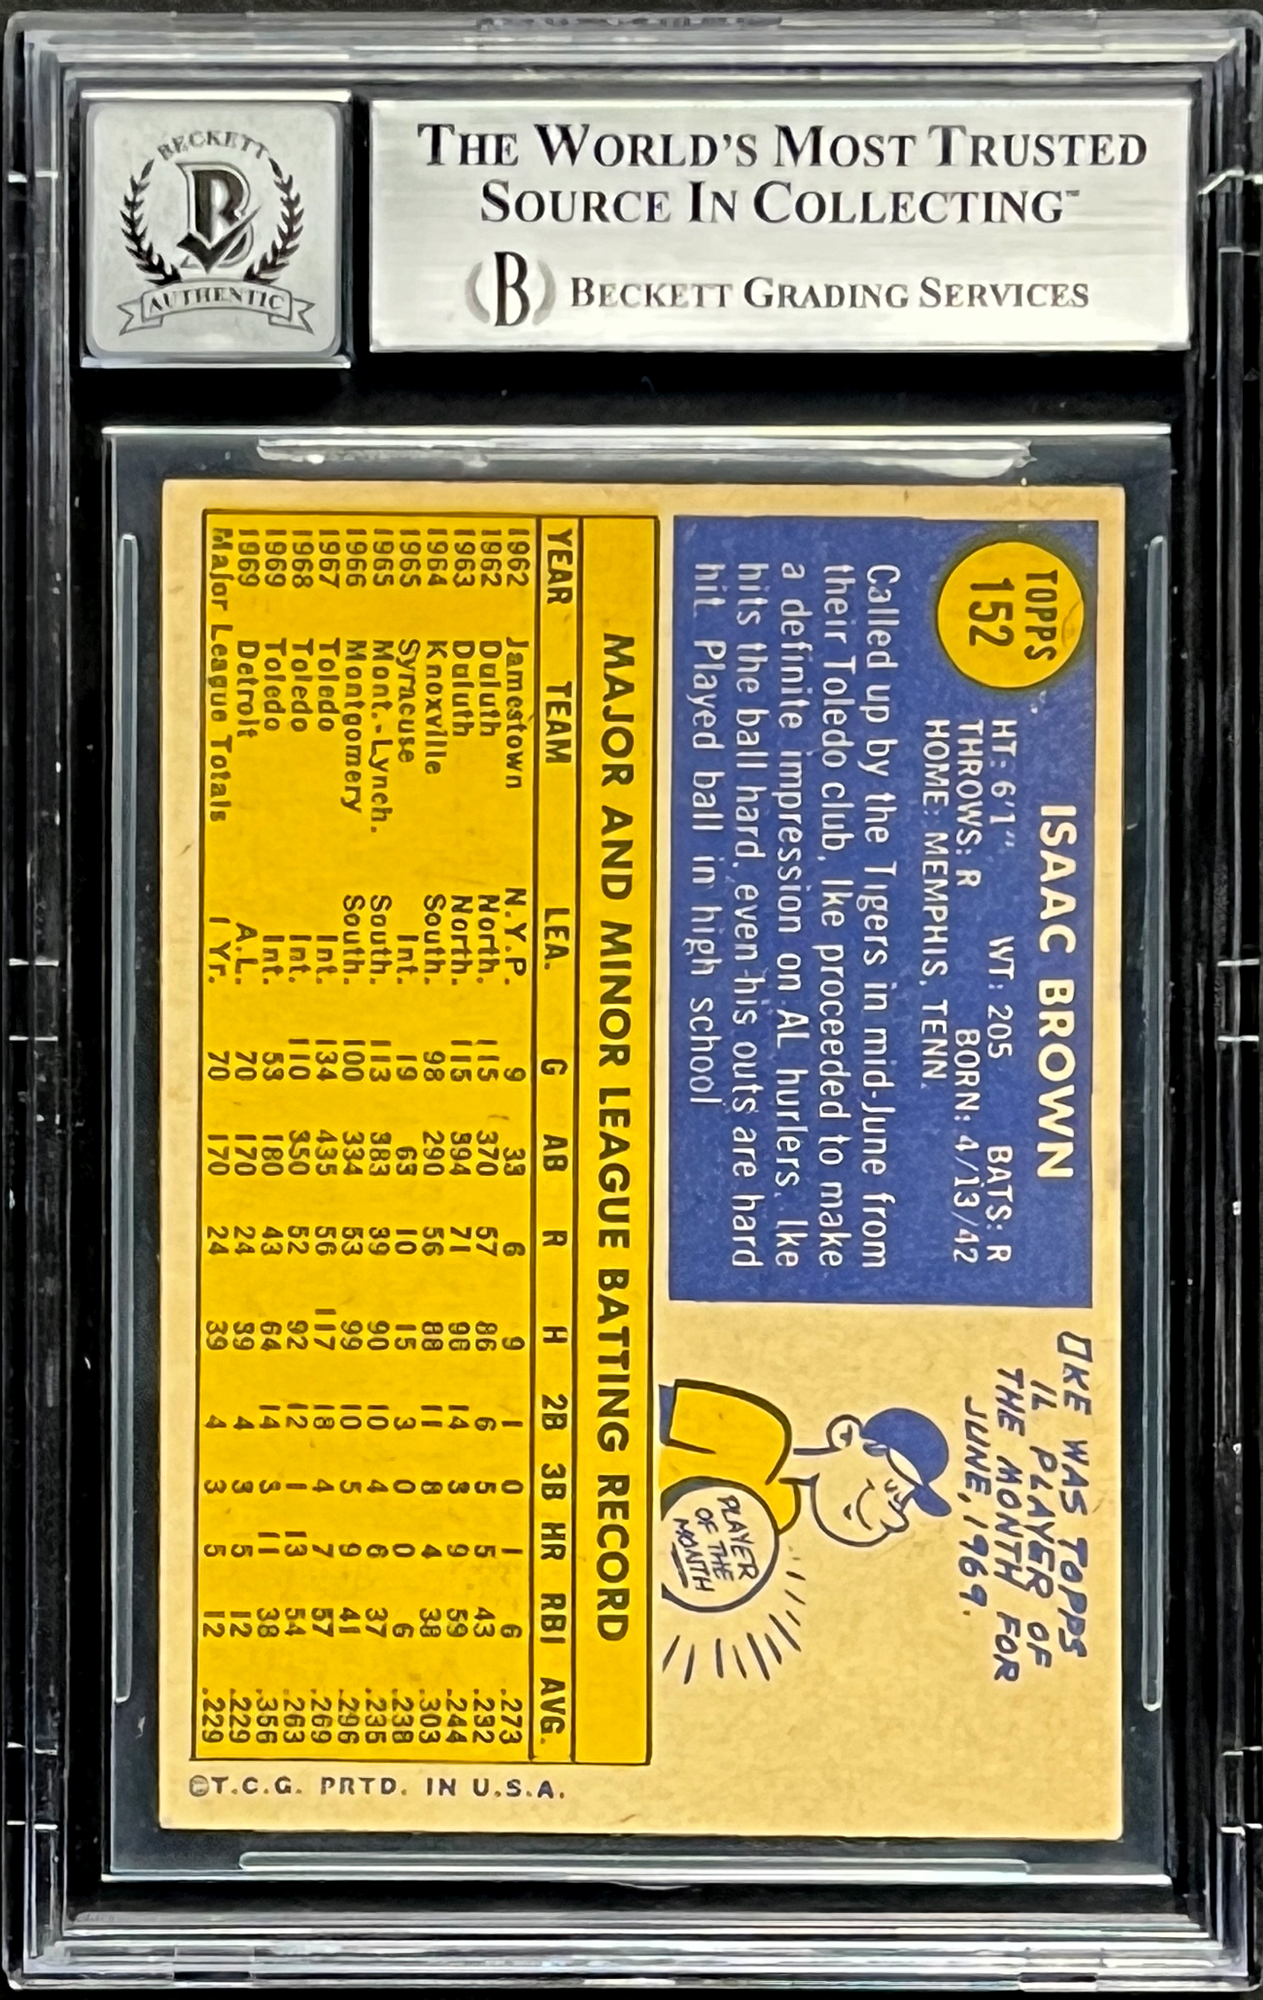 BECKETT
B
AUTHENTIC
THE WORLD'S MOST TRUSTED
SOURCE IN COLLECTING™
(B) BECKETT GRADING SERVICES
TOPPS
152
ISAAC BROWN
HT: 6'1" WT: 205 BATS: R
THROWS: R BORN: 4/13/42
HOME: MEMPHIS, TENN.
Called up by the Tigers in mid-June from
their Toledo club, Ike proceeded to make
a definite impression on AL hurlers. Ike
hits the ball hard, even his outs are hard
hit. Played ball in high school
IKE WAS TOPPS
IL PLAYER OF
THE MONTH FOR
JUNE, 1969.
PLAYER
OF THE
MONTH
MAJOR AND MINOR LEAGUE BATTING RECORD
YEAR TEAM LEA. G AB R H 2B 3B HR RBI AVG.
1962 Jamestown N.Y.P. 9 33 6 9 1 0 1 6 .273
1962 Duluth North. 115 370 57 86 6 5 5 43 .232
1963 Duluth North. 115 394 71 96 14 3 9 59 .244
1964 Knoxville South. 98 290 56 88 11 8 4 38 .303
1965 Syracuse Int. 19 63 10 15 3 0 0 6 .238
1965 Mont.-Lynch. South. 113 383 39 90 10 4 6 37 .235
1966 Montgomery South. 100 334 53 99 10 5 9 41 .296
1967 Toledo Int. 134 435 56 117 18 4 7 57 .269
1968 Toledo Int. 110 350 52 92 12 1 13 54 .263
1969 Toledo Int. 53 180 43 64 14 3 11 38 .356
1969 Detroit A.L. 70 170 24 39 4 3 5 12 .229
Major League Totals 1 Yr. 70 170 24 39 4 3 5 12 .229
©T.C.G. PRTD. IN U.S.A.